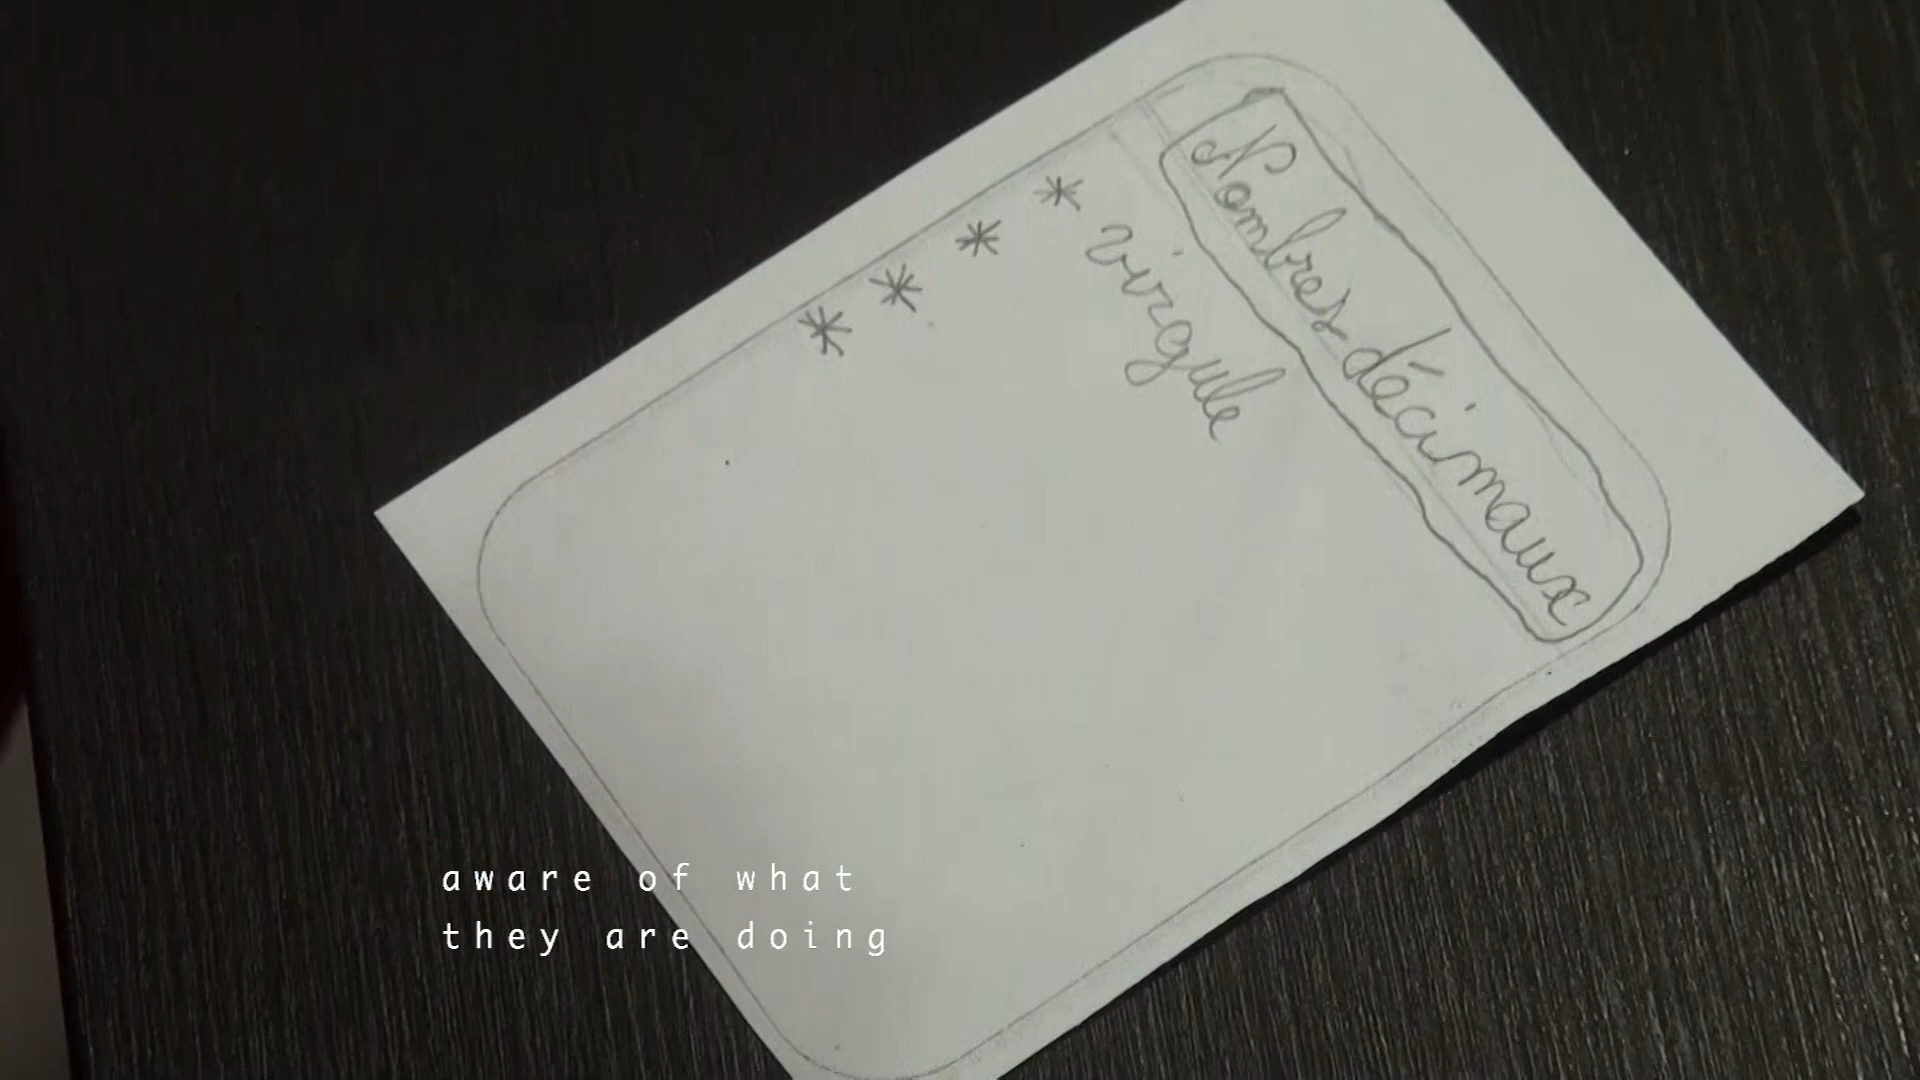 Nombres décimaux
* virgule
*
*
*
aware of what
they are doing